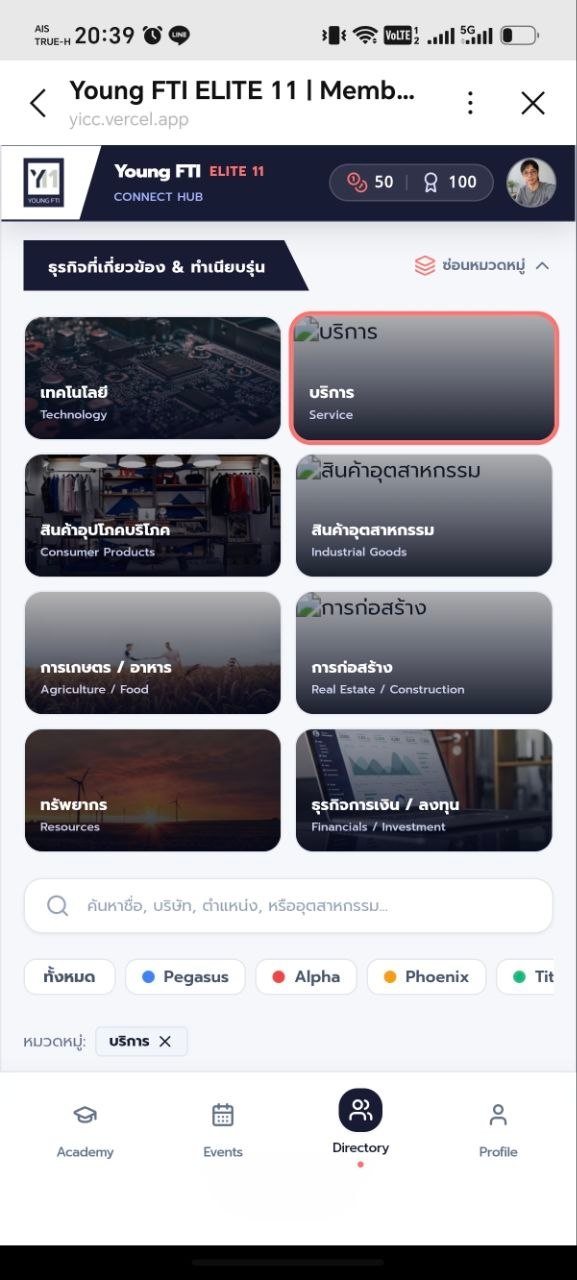 AIS
TRUE-H 20:39 LINE VoLTE 1 2 5G
Young FTI ELITE 11 | Memb...
yicc.vercel.app
Y11
YOUNG FTI
Young FTI ELITE 11
CONNECT HUB
50 | 100
ธุรกิจที่เกี่ยวข้อง & ทำเนียบรุ่น
ซ่อนหมวดหมู่
เทคโนโลยี
Technology
บริการ
บริการ
Service
สินค้าอุปโภคบริโภค
Consumer Products
สินค้าอุตสาหกรรม
สินค้าอุตสาหกรรม
Industrial Goods
การเกษตร / อาหาร
Agriculture / Food
การก่อสร้าง
การก่อสร้าง
Real Estate / Construction
ทรัพยากร
Resources
ธุรกิจการเงิน / ลงทุน
Financials / Investment
ค้นหาชื่อ, บริษัท, ตำแหน่ง, หรืออุตสาหกรรม...
ทั้งหมด Pegasus Alpha Phoenix Tit
หมวดหมู่: บริการ
Academy Events Directory Profile